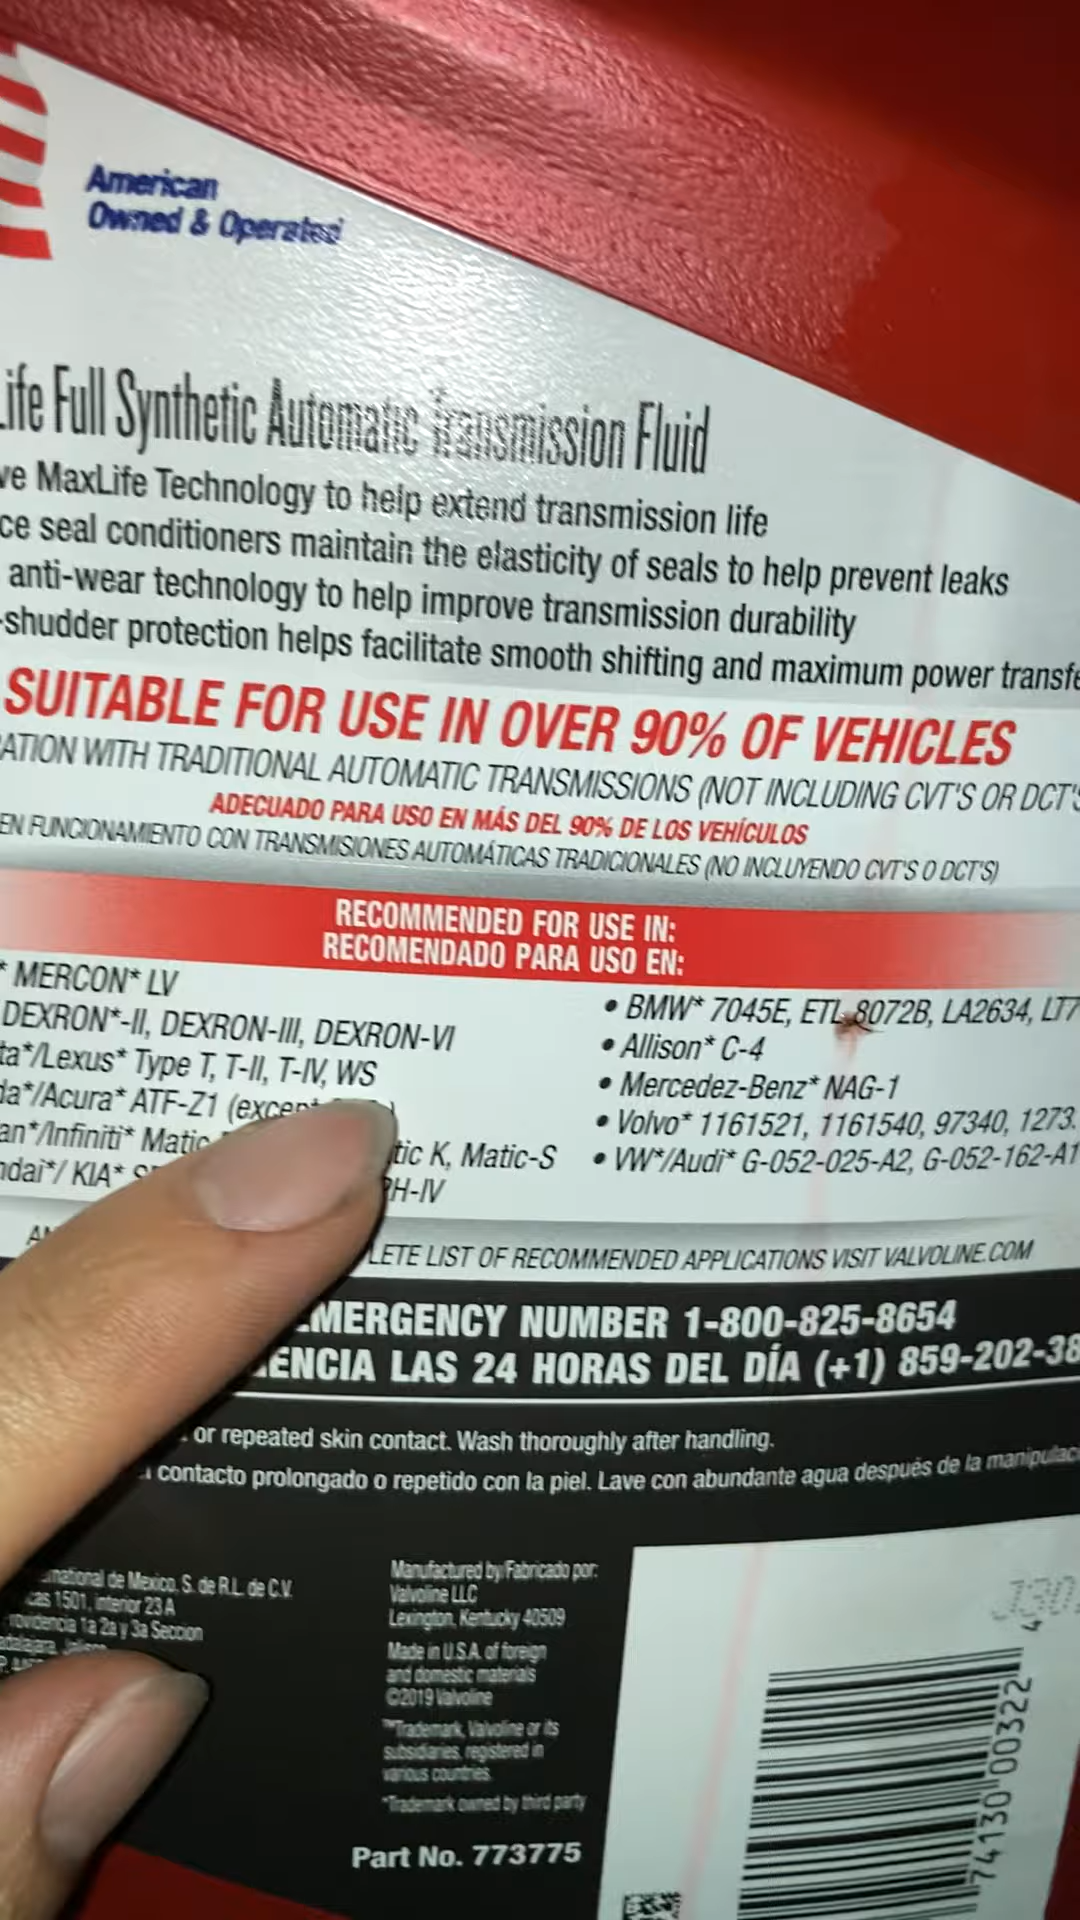 American
Owned & Operated
Life Full Synthetic Automatic Transmission Fluid
ve MaxLife Technology to help extend transmission life
ce seal conditioners maintain the elasticity of seals to help prevent leaks
anti-wear technology to help improve transmission durability
-shudder protection helps facilitate smooth shifting and maximum power transfe
SUITABLE FOR USE IN OVER 90% OF VEHICLES
ATION WITH TRADITIONAL AUTOMATIC TRANSMISSIONS (NOT INCLUDING CVT'S OR DCT'S
ADECUADO PARA USO EN MÁS DEL 90% DE LOS VEHÍCULOS
EN FUNCIONAMIENTO CON TRANSMISIONES AUTOMÁTICAS TRADICIONALES (NO INCLUYENDO CVT'S O DCT'S)
RECOMMENDED FOR USE IN:
RECOMENDADO PARA USO EN:
* MERCON* LV
DEXRON*-II, DEXRON-III, DEXRON-VI
ta*/Lexus* Type T, T-II, T-IV, WS
da*/Acura* ATF-Z1 (except
an*/Infiniti* Matic tic K, Matic-S
ndai*/ KIA* S PH-IV
• BMW* 7045E, ETL 8072B, LA2634, LT7
• Allison* C-4
• Mercedez-Benz* NAG-1
• Volvo* 1161521, 1161540, 97340, 1273.
• VW*/Audi* G-052-025-A2, G-052-162-A1
LETE LIST OF RECOMMENDED APPLICATIONS VISIT VALVOLINE.COM
EMERGENCY NUMBER 1-800-825-8654
ENCIA LAS 24 HORAS DEL DÍA (+1) 859-202-38
or repeated skin contact. Wash thoroughly after handling.
contacto prolongado o repetido con la piel. Lave con abundante agua después de la manipulac
rnational de Mexico, S. de R.L. de C.V.
cas 1501, interior 23 A
rovidencia 1a 2a y 3a Seccion
Manufactured by/Fabricado por:
Valvoline LLC
Lexington, Kentucky 40509
Made in U.S.A. of foreign
and domestic materials
©2019 Valvoline
™Trademark, Valvoline or its
subsidiaries, registered in
various countries
*Trademark owned by third party
Part No. 773775
74130 00322 4